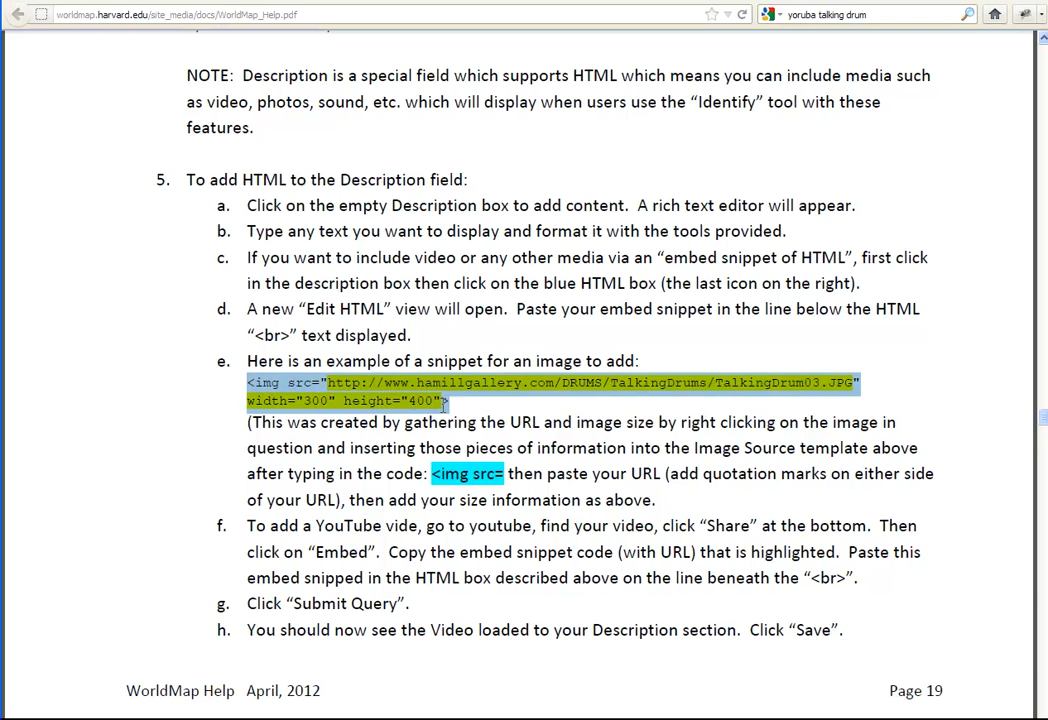 worldmap.harvard.edu/site_media/docs/WorldMap_Help.pdf
yoruba talking drum
NOTE: Description is a special field which supports HTML which means you can include media such
as video, photos, sound, etc. which will display when users use the “Identify” tool with these
features.
5. To add HTML to the Description field:
a. Click on the empty Description box to add content. A rich text editor will appear.
b. Type any text you want to display and format it with the tools provided.
c. If you want to include video or any other media via an “embed snippet of HTML”, first click
in the description box then click on the blue HTML box (the last icon on the right).
d. A new “Edit HTML” view will open. Paste your embed snippet in the line below the HTML
“<br>” text displayed.
e. Here is an example of a snippet for an image to add:
<img src="http://www.hamillgallery.com/DRUMS/TalkingDrums/TalkingDrum03.JPG"
width="300" height="400">
(This was created by gathering the URL and image size by right clicking on the image in
question and inserting those pieces of information into the Image Source template above
after typing in the code: <img src= then paste your URL (add quotation marks on either side
of your URL), then add your size information as above.
f. To add a YouTube vide, go to youtube, find your video, click “Share” at the bottom. Then
click on “Embed”. Copy the embed snippet code (with URL) that is highlighted. Paste this
embed snipped in the HTML box described above on the line beneath the “<br>”.
g. Click “Submit Query”.
h. You should now see the Video loaded to your Description section. Click “Save”.
WorldMap Help April, 2012 Page 19